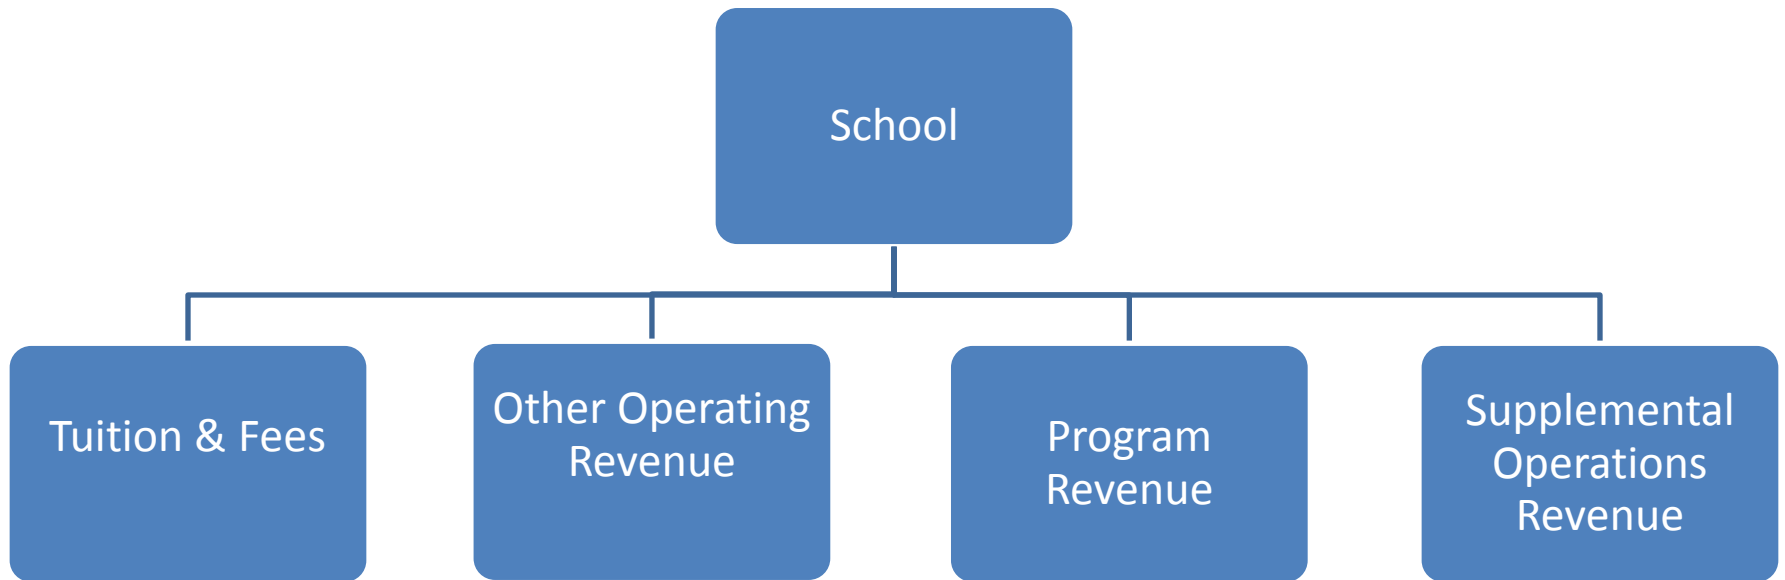 School
Tuition & Fees
Other Operating
Revenue
Program
Revenue
Supplemental
Operations
Revenue